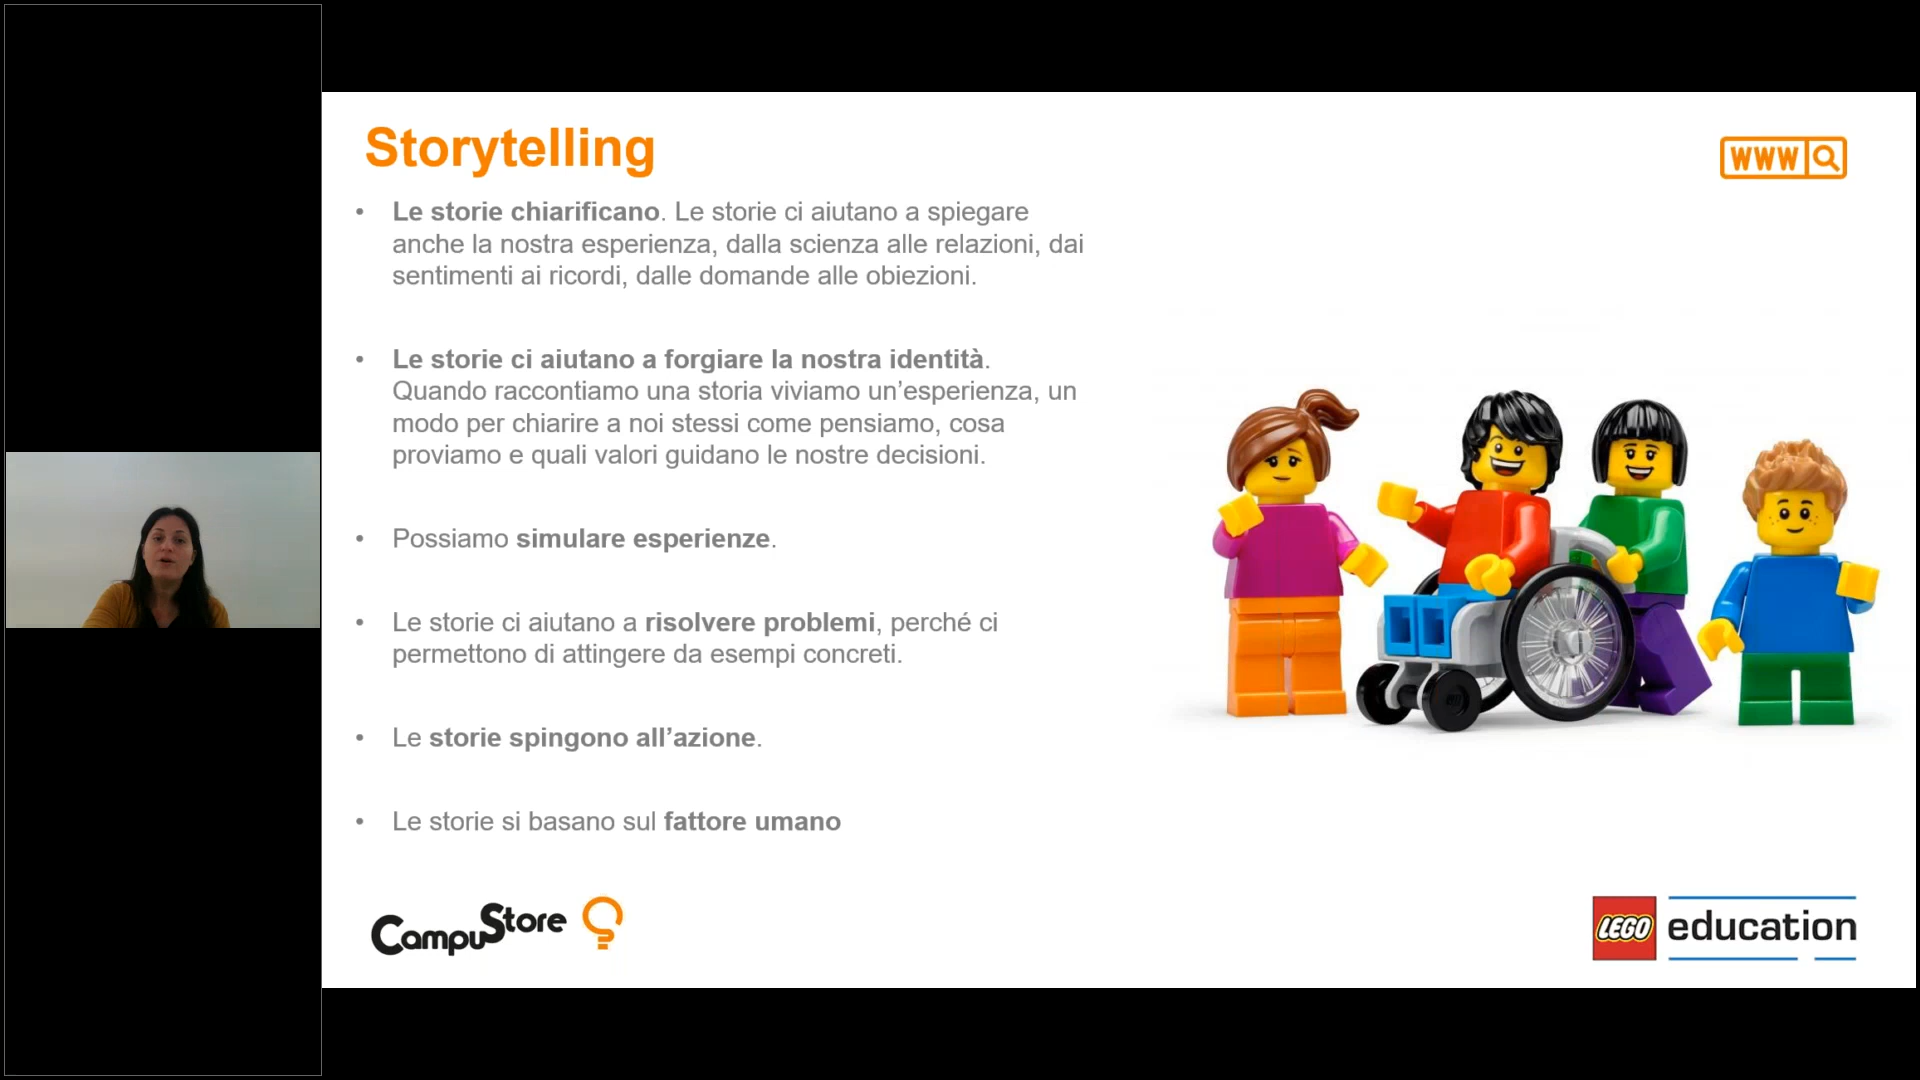 Storytelling
WWW
• Le storie chiarificano. Le storie ci aiutano a spiegare
anche la nostra esperienza, dalla scienza alle relazioni, dai
sentimenti ai ricordi, dalle domande alle obiezioni.
• Le storie ci aiutano a forgiare la nostra identità.
Quando raccontiamo una storia viviamo un’esperienza, un
modo per chiarire a noi stessi come pensiamo, cosa
proviamo e quali valori guidano le nostre decisioni.
• Possiamo simulare esperienze.
• Le storie ci aiutano a risolvere problemi, perché ci
permettono di attingere da esempi concreti.
• Le storie spingono all’azione.
• Le storie si basano sul fattore umano
CampuStore
LEGO education